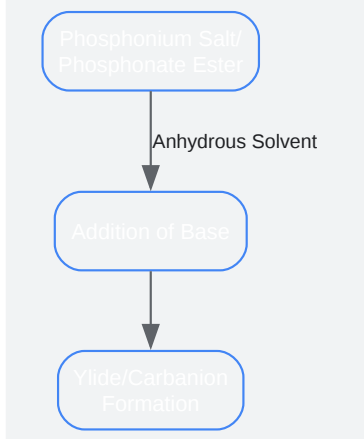 Phosphonium Salt/
Phosphonate Ester
Anhydrous Solvent
Addition of Base
Ylide/Carbanion
Formation